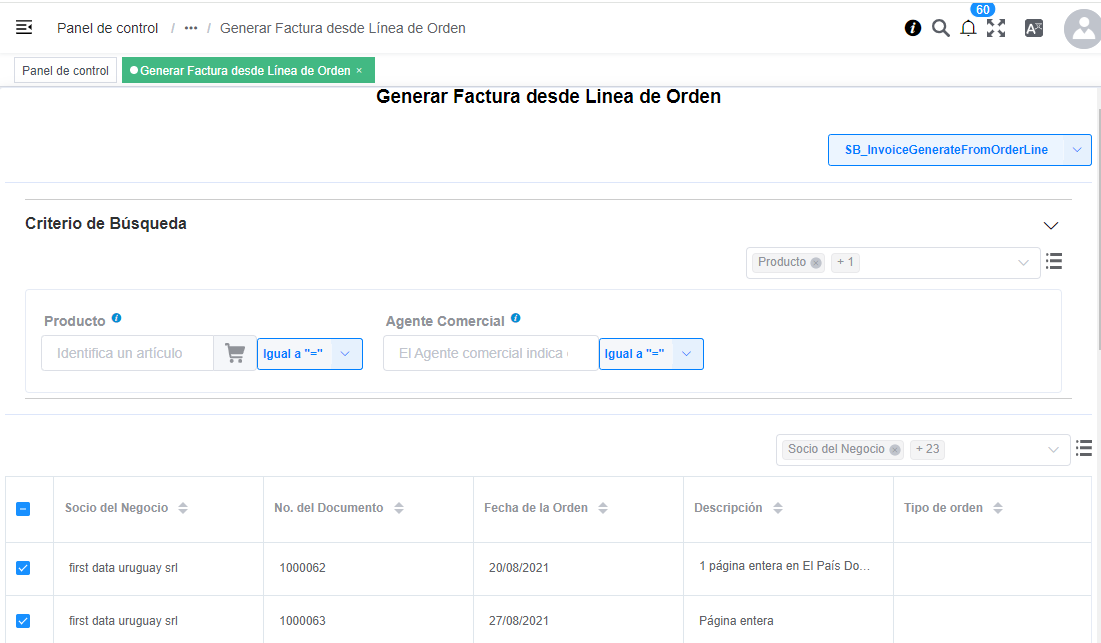 60
Panel de control / ••• / Generar Factura desde Línea de Orden
Panel de control
Generar Factura desde Línea de Orden ×
Generar Factura desde Linea de Orden
SB_InvoiceGenerateFromOrderLine
Criterio de Búsqueda
Producto + 1
Producto Agente Comercial
Identifica un artículo Igual a "=" El Agente comercial indica Igual a "="
Socio del Negocio + 23
Socio del Negocio No. del Documento Fecha de la Orden Descripción Tipo de orden
first data uruguay srl 1000062 20/08/2021 1 página entera en El País Do...
first data uruguay srl 1000063 27/08/2021 Página entera